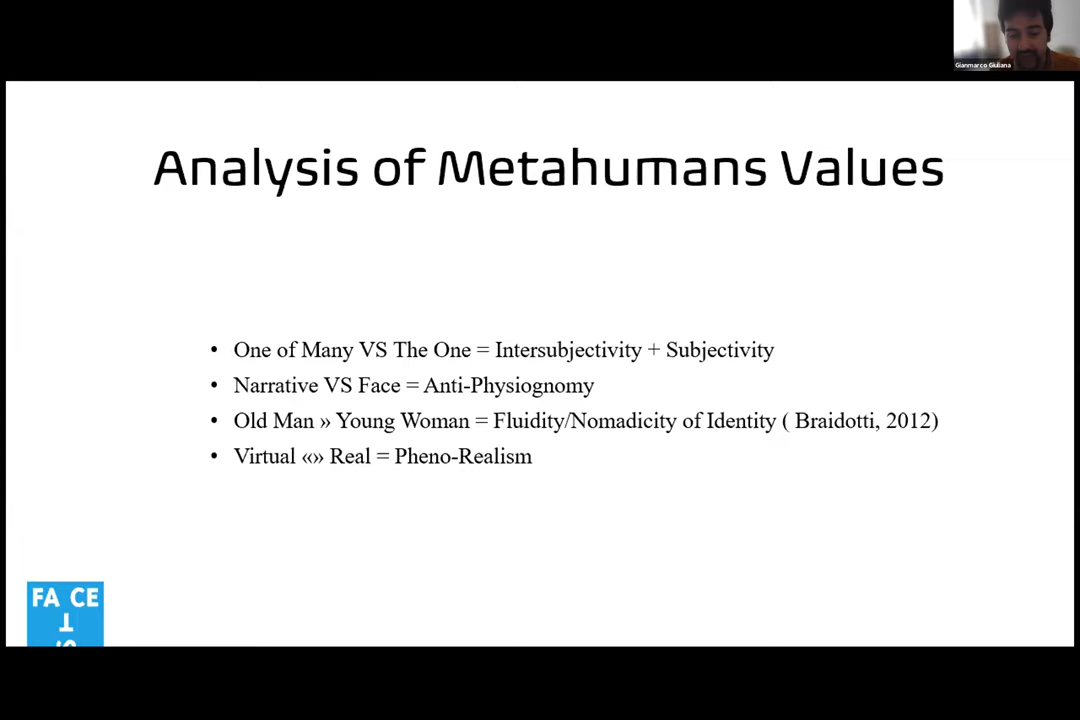 Gianmarco Giuliana
Analysis of Metahumans Values
• One of Many VS The One = Intersubjectivity + Subjectivity
• Narrative VS Face = Anti-Physiognomy
• Old Man » Young Woman = Fluidity/Nomadicity of Identity ( Braidotti, 2012)
• Virtual «» Real = Pheno-Realism
FA CE
T
S